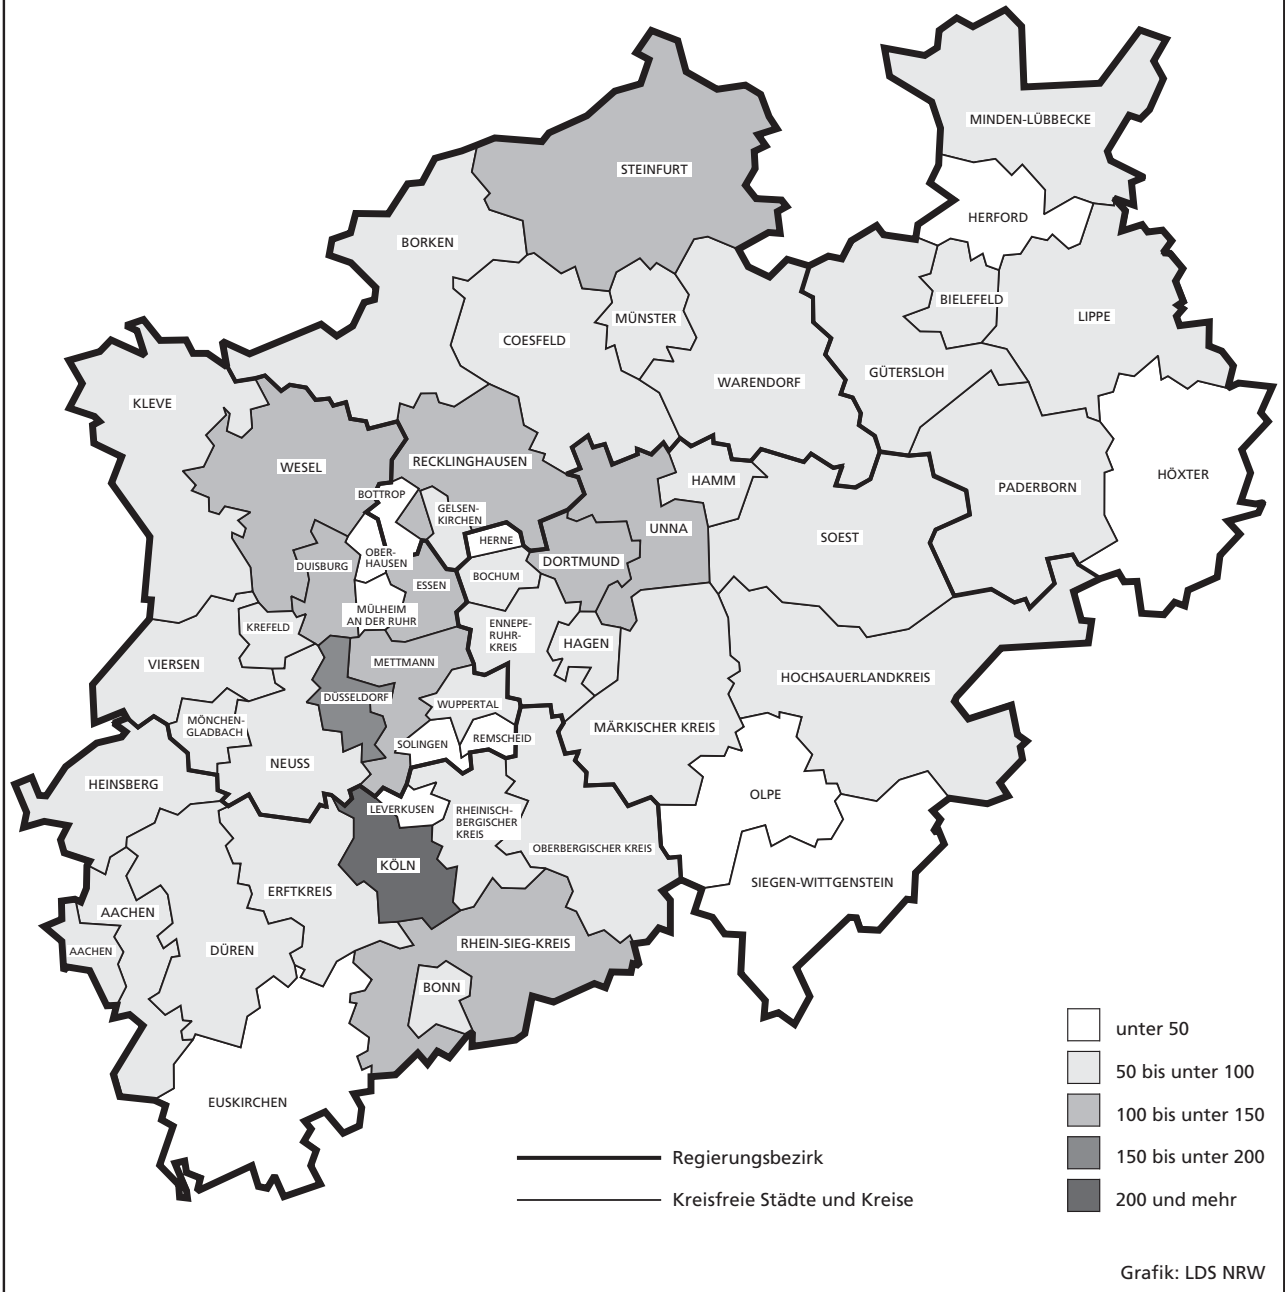 MINDEN-LÜBBECKE
STEINFURT
HERFORD
BORKEN
BIELEFELD
LIPPE
MÜNSTER
COESFELD
GÜTERSLOH
WARENDORF
KLEVE
RECKLINGHAUSEN
WESEL
HÖXTER
HAMM
PADERBORN
BOTTROP
GELSEN-
KIRCHEN
UNNA
SOEST
HERNE
OBER-
HAUSEN
DORTMUND
DUISBURG
BOCHUM
ESSEN
MÜLHEIM
AN DER RUHR
KREFELD
ENNEPE-
RUHR-
KREIS
HAGEN
VIERSEN
METTMANN
HOCHSAUERLANDKREIS
DÜSSELDORF
WUPPERTAL
MÖNCHEN-
GLADBACH
MÄRKISCHER KREIS
REMSCHEID
SOLINGEN
NEUSS
HEINSBERG
OLPE
LEVERKUSEN
RHEINISCH-
BERGISCHER
KREIS
OBERBERGISCHER KREIS
KÖLN
SIEGEN-WITTGENSTEIN
ERFTKREIS
AACHEN
RHEIN-SIEG-KREIS
AACHEN
DÜREN
BONN
EUSKIRCHEN
unter 50
50 bis unter 100
100 bis unter 150
150 bis unter 200
200 und mehr
Regierungsbezirk
Kreisfreie Städte und Kreise
Grafik: LDS NRW